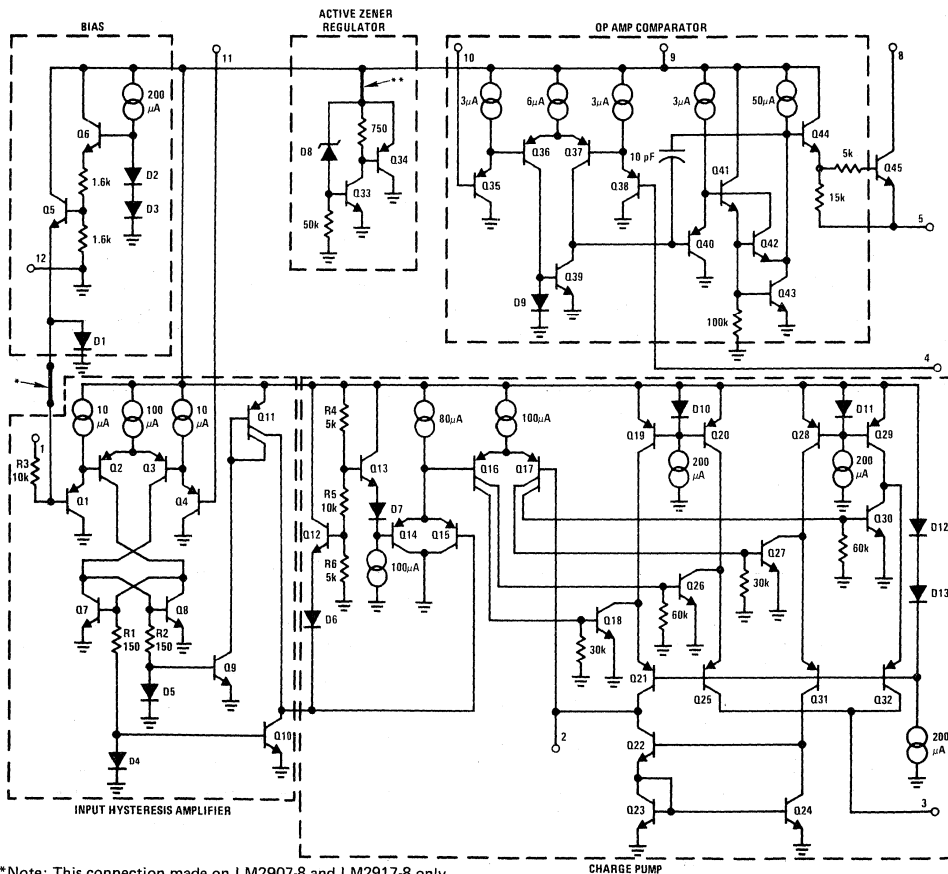 BIAS
ACTIVE ZENER
REGULATOR
OP AMP COMPARATOR
11
10
9
8
200
µA
Q6
D2
D3
1.6k
Q5
1.6k
12
D1
*
**
750
D8
Q34
Q33
50k
3µA
6µA
3µA
3µA
50µA
Q44
5k
Q45
Q36
Q37
10 pF
Q35
Q38
Q41
15k
5
Q40
Q42
Q39
D9
Q43
100k
4
10
µA
100
µA
10
µA
Q11
1
R3
10k
Q2
Q3
Q1
Q4
Q7
Q8
R1
150
R2
150
Q9
D5
Q10
D4
INPUT HYSTERESIS AMPLIFIER
R4
5k
80µA
100µA
D10
D11
Q19
Q20
Q28
Q29
Q13
Q16
Q17
200
µA
200
µA
R5
10k
D7
Q12
Q14
Q15
Q30
D12
R6
5k
100µA
60k
Q27
30k
D6
Q26
D13
60k
Q18
30k
Q21
Q25
Q31
Q32
2
Q22
200
µA
Q23
Q24
3
CHARGE PUMP
*Note: This connection made on LM2907-8 and LM2917-8 only.